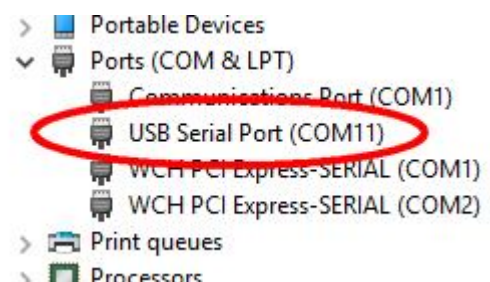 Portable Devices
Ports (COM & LPT)
Communications Port (COM1)
USB Serial Port (COM11)
WCH PCI Express-SERIAL (COM1)
WCH PCI Express-SERIAL (COM2)
Print queues
Processors